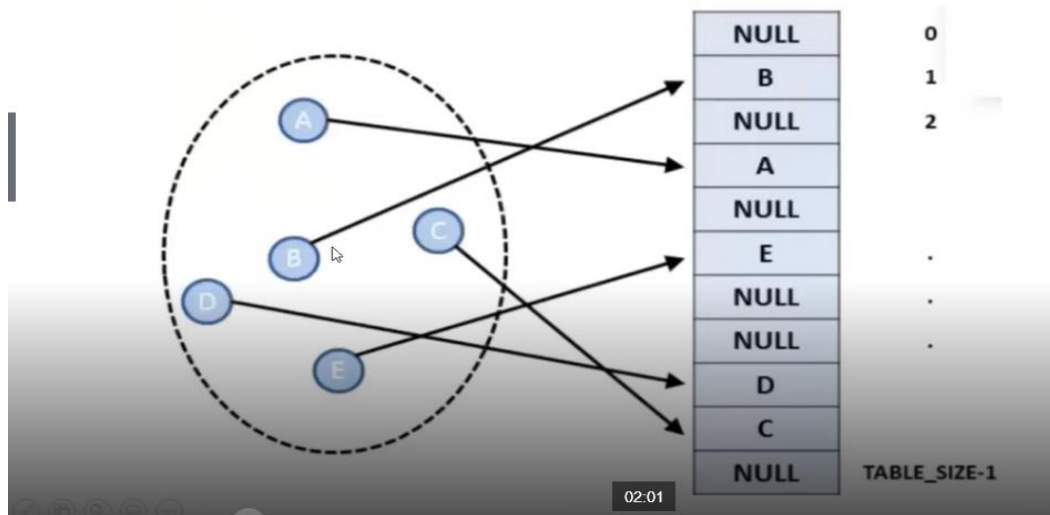 NULL 0
B 1
A NULL 2
A
C NULL
B E .
D NULL .
NULL .
E D
C
NULL TABLE_SIZE-1
02:01